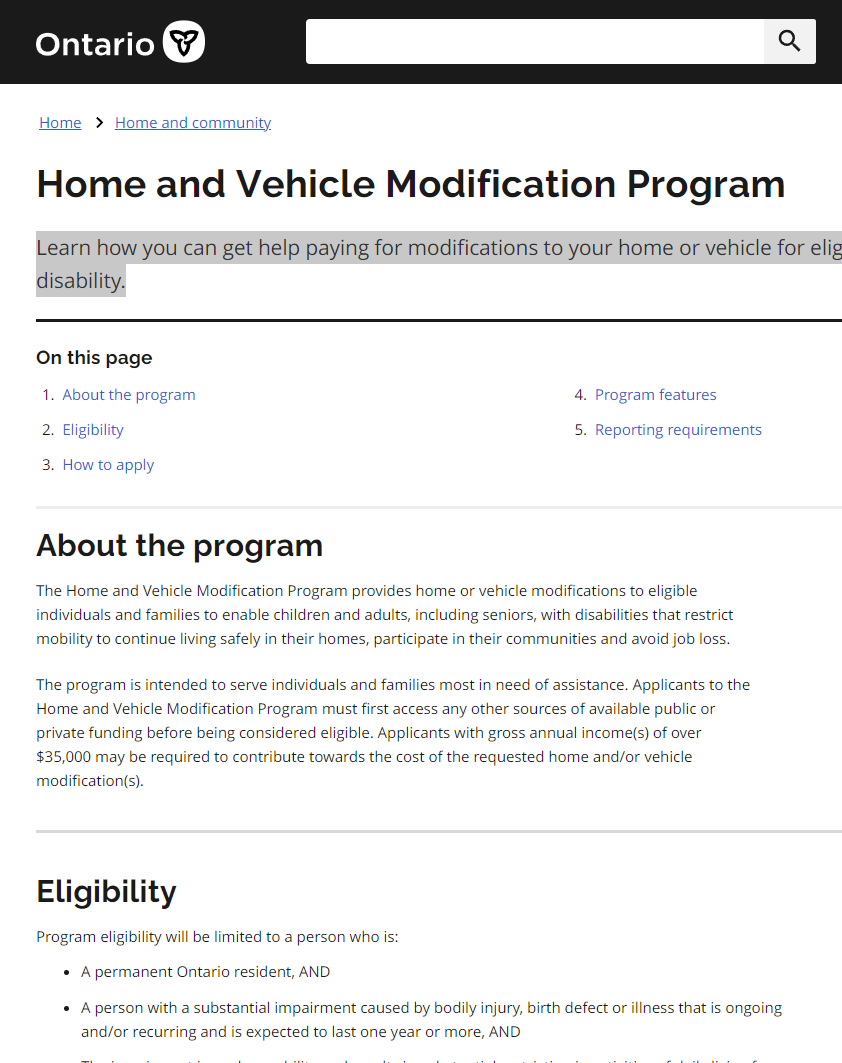 Ontario
Home > Home and community
Home and Vehicle Modification Program
Learn how you can get help paying for modifications to your home or vehicle for
disability.
On this page
1. About the program
2. Eligibility
3. How to apply
4. Program features
5. Reporting requirements
About the program
The Home and Vehicle Modification Program provides home or vehicle modifications to eligible
individuals and families to enable children and adults, including seniors, with disabilities that restrict
mobility to continue living safely in their homes, participate in their communities and avoid job loss.
The program is intended to serve individuals and families most in need of assistance. Applicants to the
Home and Vehicle Modification Program must first access any other sources of available public or
private funding before being considered eligible. Applicants with gross annual income(s) of over
$35,000 may be required to contribute towards the cost of the requested home and/or vehicle
modification(s).
Eligibility
Program eligibility will be limited to a person who is:
• A permanent Ontario resident, AND
• A person with a substantial impairment caused by bodily injury, birth defect or illness that is ongoing
and/or recurring and is expected to last one year or more, AND